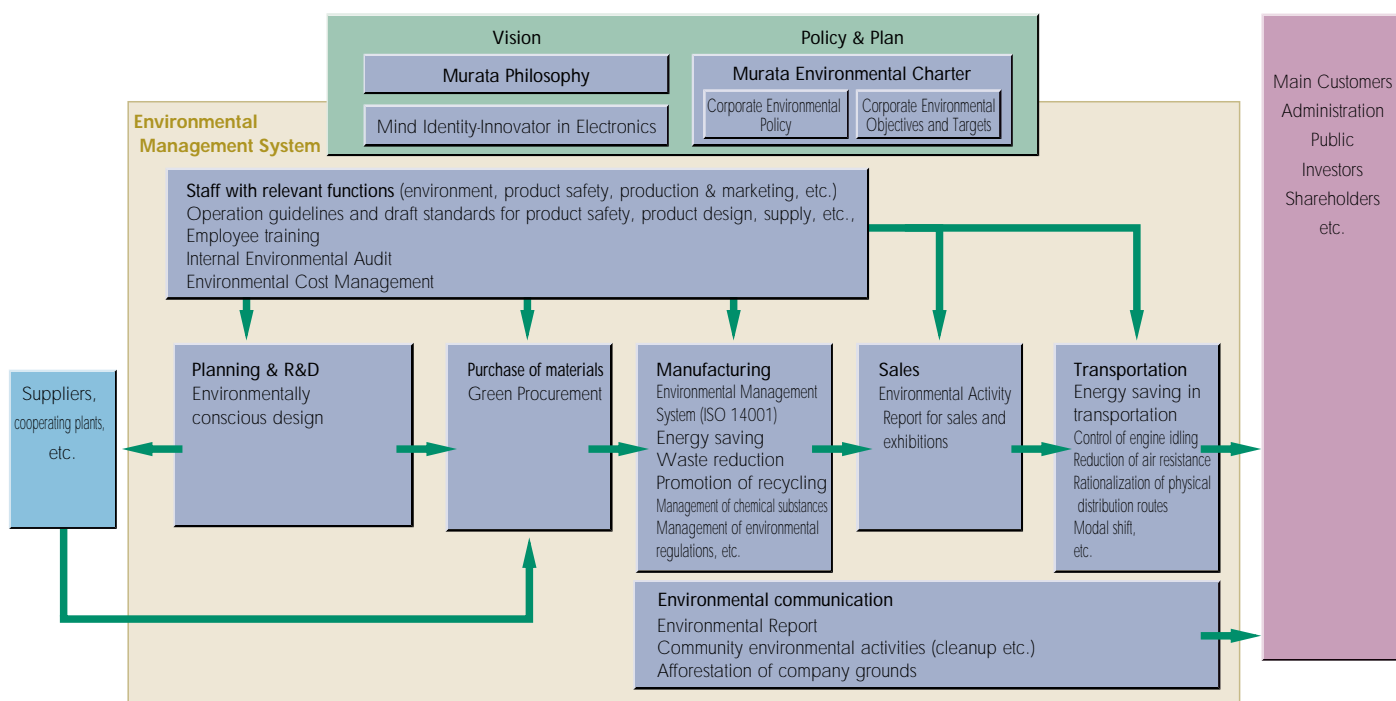 Vision
Murata Philosophy
Mind Identity-Innovator in Electronics
Policy & Plan
Murata Environmental Charter
Corporate Environmental
Policy
Corporate Environmental
Objectives and Targets
Environmental
Management System
Staff with relevant functions (environment, product safety, production & marketing, etc.)
Operation guidelines and draft standards for product safety, product design, supply, etc.,
Employee training
Internal Environmental Audit
Environmental Cost Management
Suppliers,
cooperating plants,
etc.
Planning & R&D
Environmentally
conscious design
Purchase of materials
Green Procurement
Manufacturing
Environmental Management
System (ISO 14001)
Energy saving
Waste reduction
Promotion of recycling
Management of chemical substances
Management of environmental
regulations, etc.
Sales
Environmental Activity
Report for sales and
exhibitions
Transportation
Energy saving in
transportation
Control of engine idling
Reduction of air resistance
Rationalization of physical
distribution routes
Modal shift,
etc.
Environmental communication
Environmental Report
Community environmental activities (cleanup etc.)
Afforestation of company grounds
Main Customers
Administration
Public
Investors
Shareholders
etc.